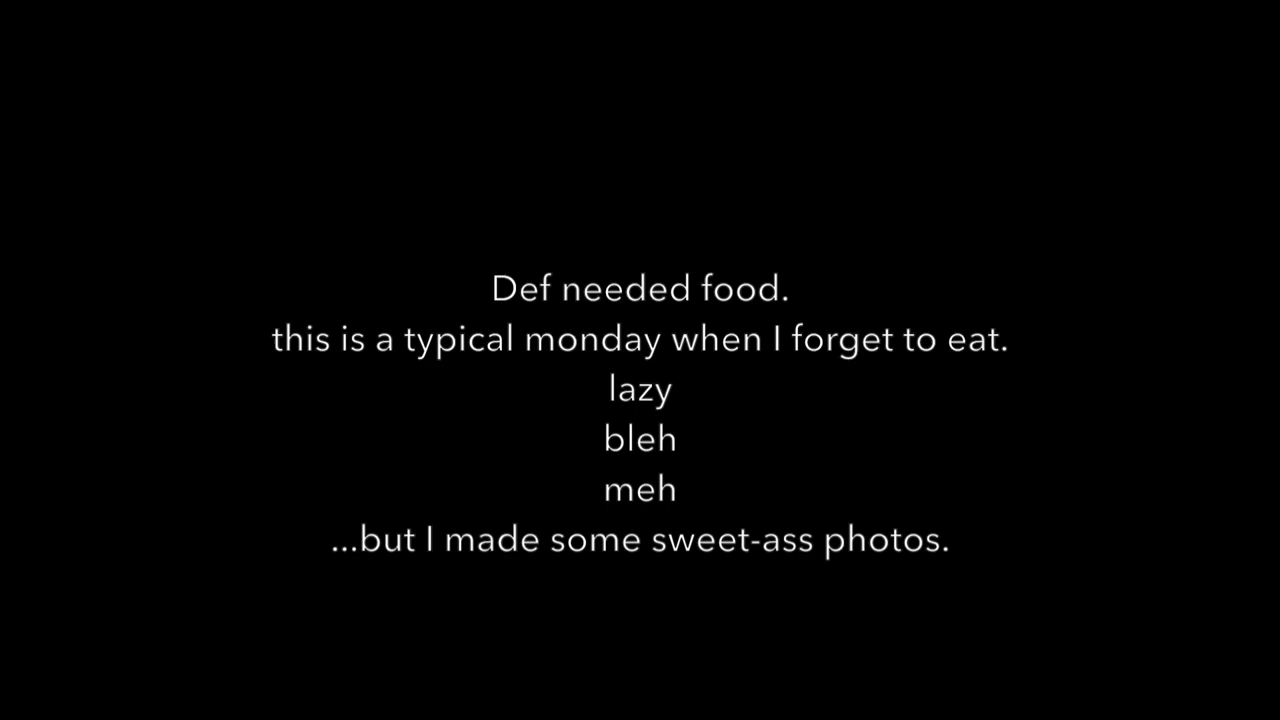 Def needed food.
this is a typical monday when I forget to eat.
lazy
bleh
meh
...but I made some sweet-ass photos.